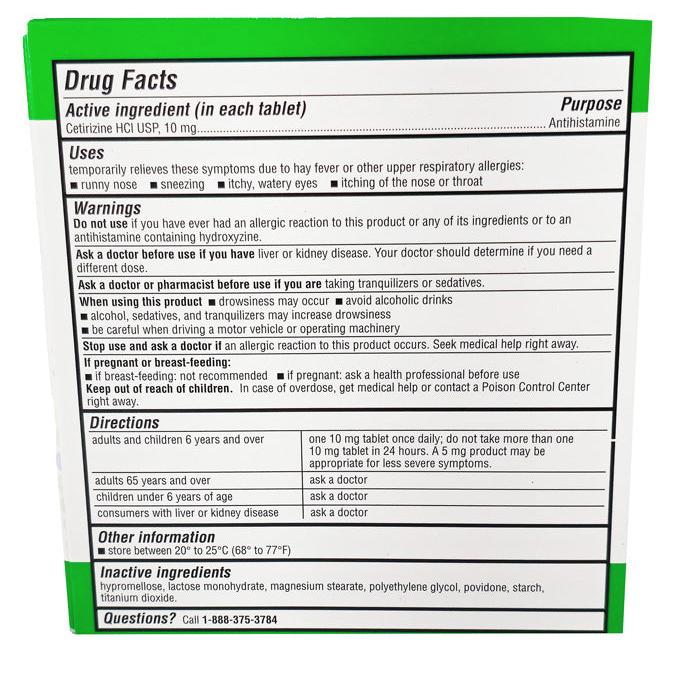 Drug Facts
Active ingredient (in each tablet) Purpose
Cetirizine HCl USP, 10 mg........................................................................................ Antihistamine
Uses
temporarily relieves these symptoms due to hay fever or other upper respiratory allergies:
■ runny nose ■ sneezing ■ itchy, watery eyes ■ itching of the nose or throat
Warnings
Do not use if you have ever had an allergic reaction to this product or any of its ingredients or to an
antihistamine containing hydroxyzine.
Ask a doctor before use if you have liver or kidney disease. Your doctor should determine if you need a
different dose.
Ask a doctor or pharmacist before use if you are taking tranquilizers or sedatives.
When using this product ■ drowsiness may occur ■ avoid alcoholic drinks
■ alcohol, sedatives, and tranquilizers may increase drowsiness
■ be careful when driving a motor vehicle or operating machinery
Stop use and ask a doctor if an allergic reaction to this product occurs. Seek medical help right away.
If pregnant or breast-feeding:
■ if breast-feeding: not recommended ■ if pregnant: ask a health professional before use
Keep out of reach of children. In case of overdose, get medical help or contact a Poison Control Center
right away.
Directions
adults and children 6 years and over one 10 mg tablet once daily; do not take more than one
10 mg tablet in 24 hours. A 5 mg product may be
appropriate for less severe symptoms.
adults 65 years and over ask a doctor
children under 6 years of age ask a doctor
consumers with liver or kidney disease ask a doctor
Other information
■ store between 20° to 25°C (68° to 77°F)
Inactive ingredients
hypromellose, lactose monohydrate, magnesium stearate, polyethylene glycol, povidone, starch,
titanium dioxide.
Questions? Call 1-888-375-3784